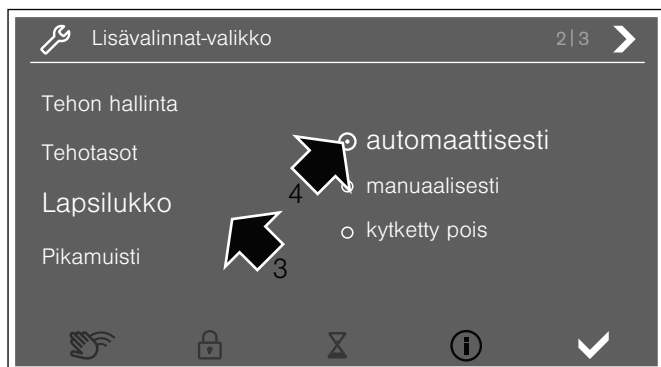 Lisävalinnat-valikko 2|3
Tehon hallinta
Tehotasot
Lapsilukko
Pikamuisti
automaattisesti
manuaalisesti
kytketty pois
4
3